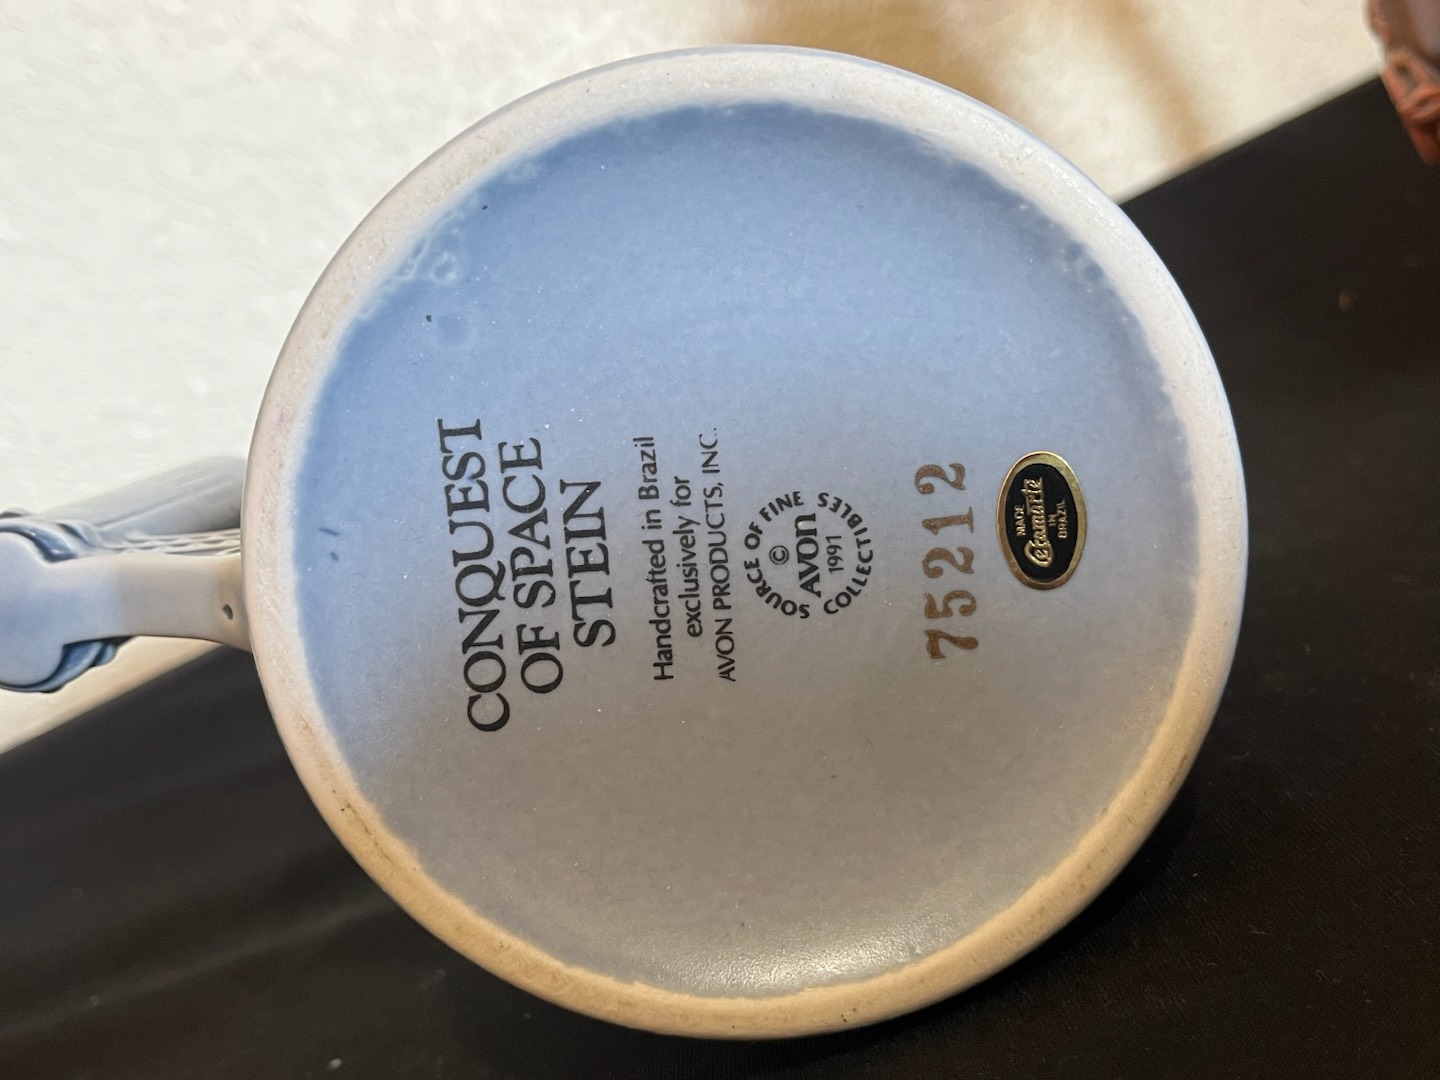 CONQUEST
OF SPACE
STEIN
Handcrafted in Brazil
exclusively for
AVON PRODUCTS, INC.
SOURCE OF FINE COLLECTIBLES
©
AVON
1991
75212
MADE
Ceramarte
IN
BRAZIL